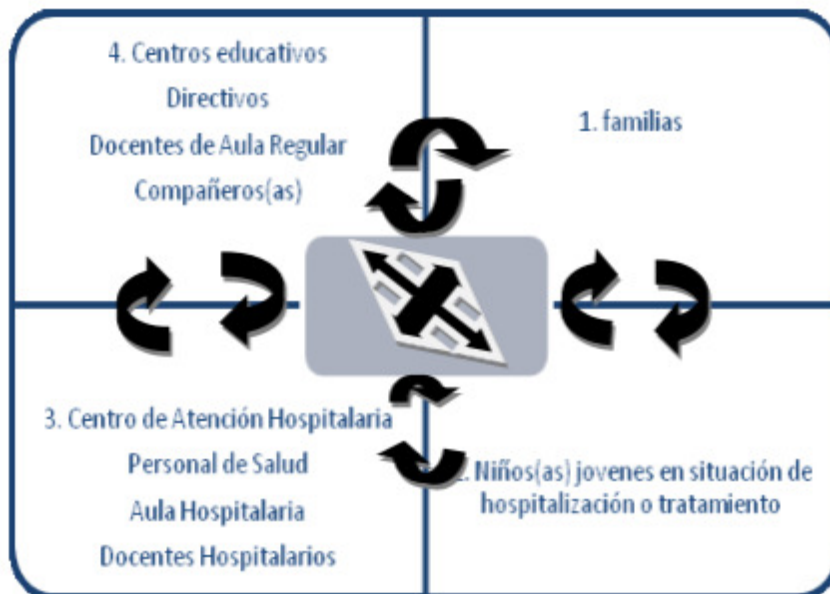 4. Centros educativos
Directivos
Docentes de Aula Regular
Compañeros(as)
1. familias
3. Centro de Atención Hospitalaria
Personal de Salud
Aula Hospitalaria
Docentes Hospitalarios
. Niños(as) jovenes en situación de
hospitalización o tratamiento